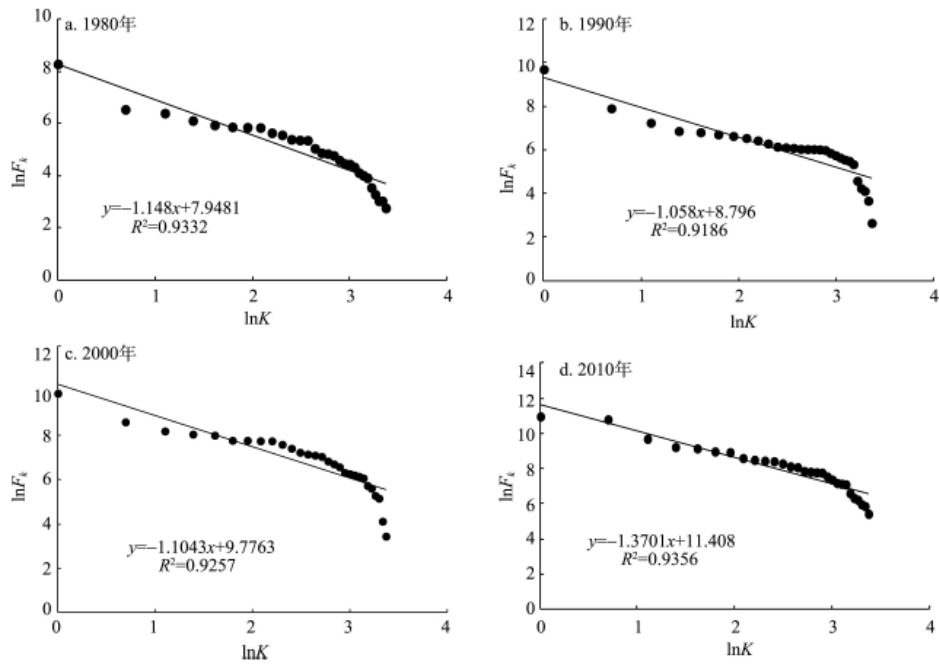 a. 1980年
10
8
6
4
2
0
lnFₖ
y=−1.148x+7.9481
R²=0.9332
0 1 2 3 4
lnK
b. 1990年
12
10
8
6
4
2
0
lnFₖ
y=−1.058x+8.796
R²=0.9186
0 1 2 3 4
lnK
c. 2000年
12
10
8
6
4
2
0
lnFₖ
y=−1.1043x+9.7763
R²=0.9257
0 1 2 3 4
lnK
d. 2010年
14
12
10
8
6
4
2
0
lnFₖ
y=−1.3701x+11.408
R²=0.9356
0 1 2 3 4
lnK